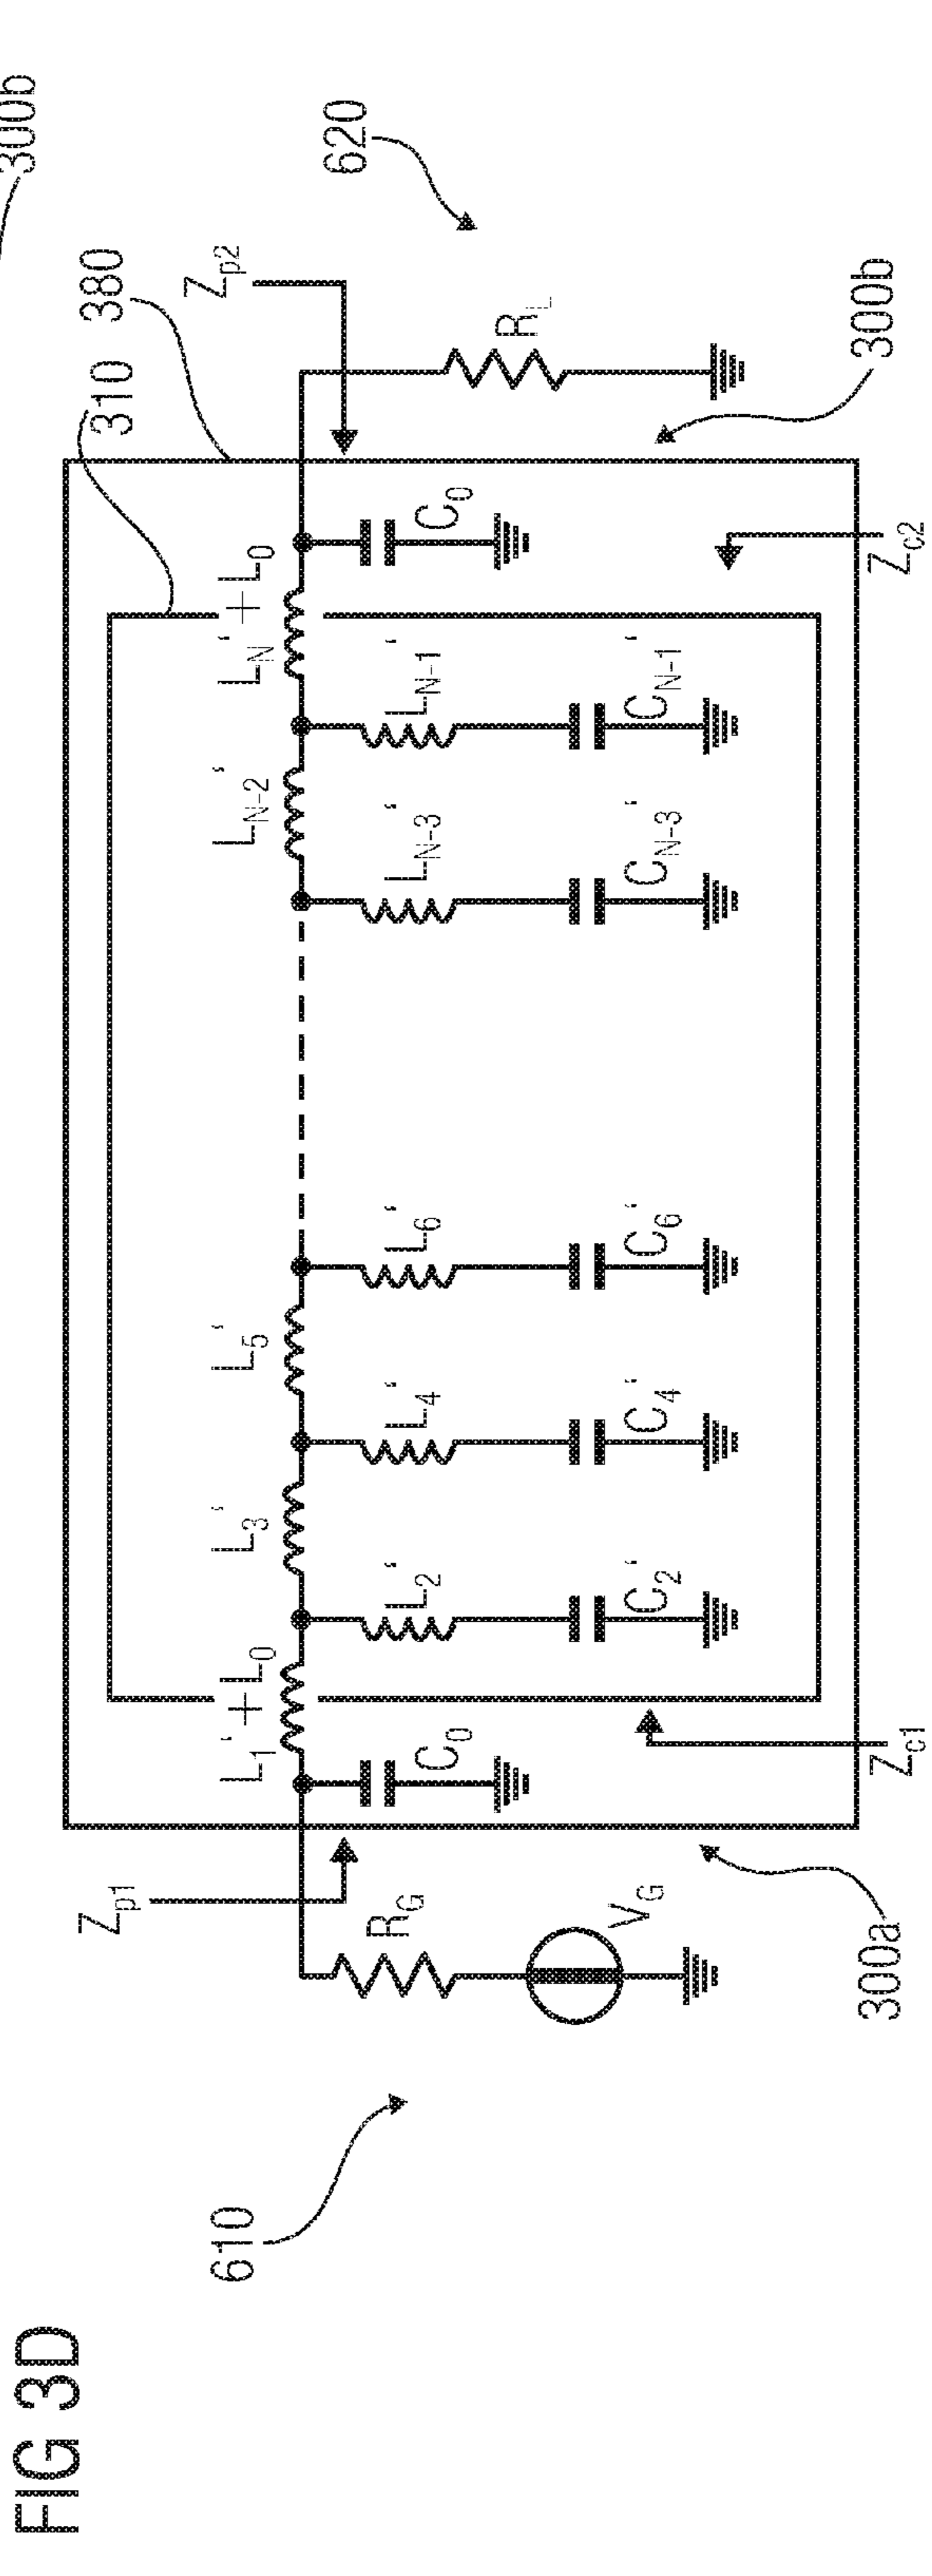 300b
FIG 3D
610
620
380
310
Z_p1
Z_p2
R_G
V_G
300a
300b
Z_c1
Z_c2
R_L
L_1' + L_0
L_3'
L_5'
L_N-2'
L_N' + L_0
C_0
L_2'
L_4'
L_6'
L_N-3'
L_N-1'
C_0
C_2'
C_4'
C_6'
C_N-3'
C_N-1'